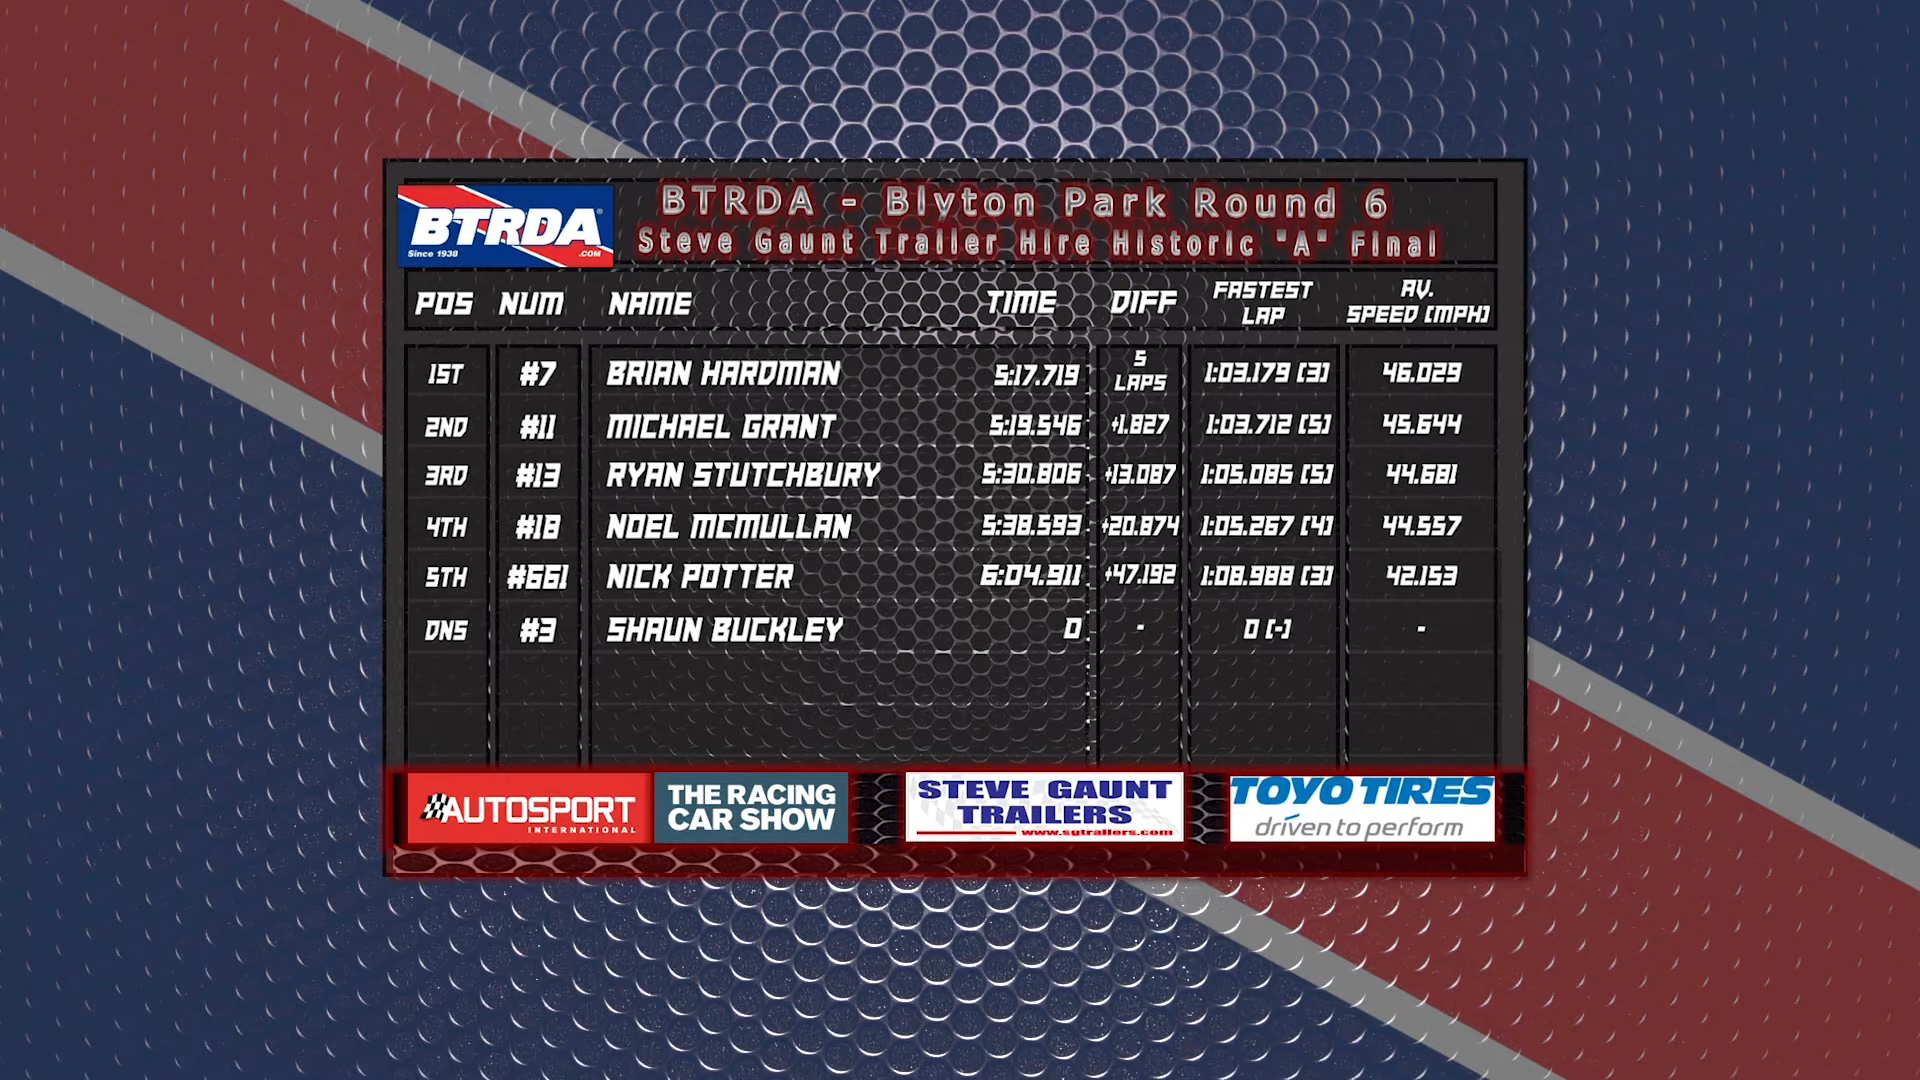 BTRDA
Since 1938 .COM
BTRDA - Blyton Park Round 6
Steve Gaunt Trailer Hire Historic "A" Final
POS NUM NAME TIME DIFF FASTEST LAP AV. SPEED (MPH)
1ST #7 BRIAN HARDMAN 5:17.719 5 LAPS 1:03.179 (3) 46.029
2ND #11 MICHAEL GRANT 5:19.546 +1.827 1:03.712 (5) 45.644
3RD #13 RYAN STUTCHBURY 5:30.806 +13.087 1:05.085 (5) 44.681
4TH #18 NOEL MCMULLAN 5:38.593 +20.874 1:05.267 (4) 44.557
5TH #661 NICK POTTER 6:04.911 +47.192 1:08.988 (3) 42.153
DNS #3 SHAUN BUCKLEY 0 - 0 (-) -
AUTOSPORT
INTERNATIONAL
THE RACING
CAR SHOW
STEVE GAUNT
TRAILERS
www.sgtrailers.com
TOYO TIRES
driven to perform